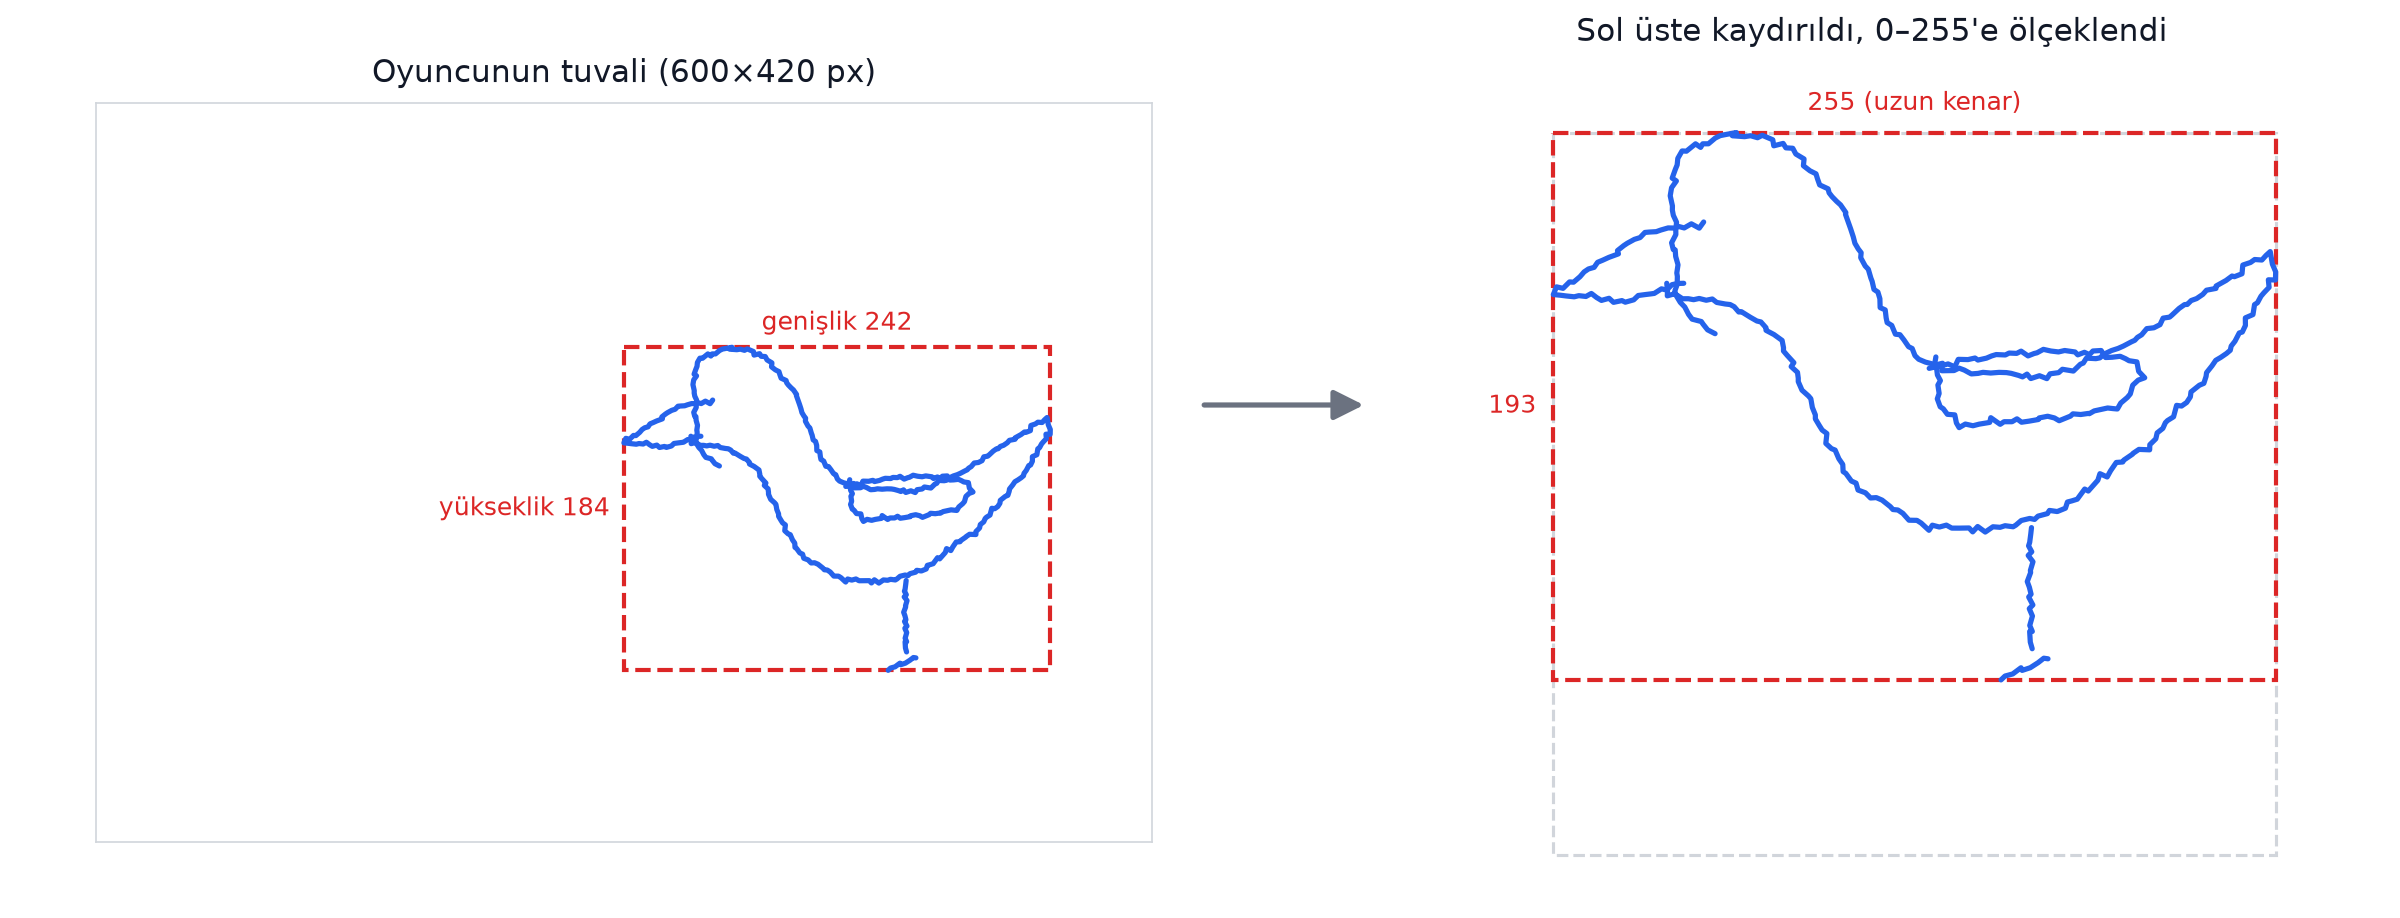 Oyuncunun tuvali (600×420 px)
genişlik 242
yükseklik 184
Sol üste kaydırıldı, 0–255'e ölçeklendi
255 (uzun kenar)
193